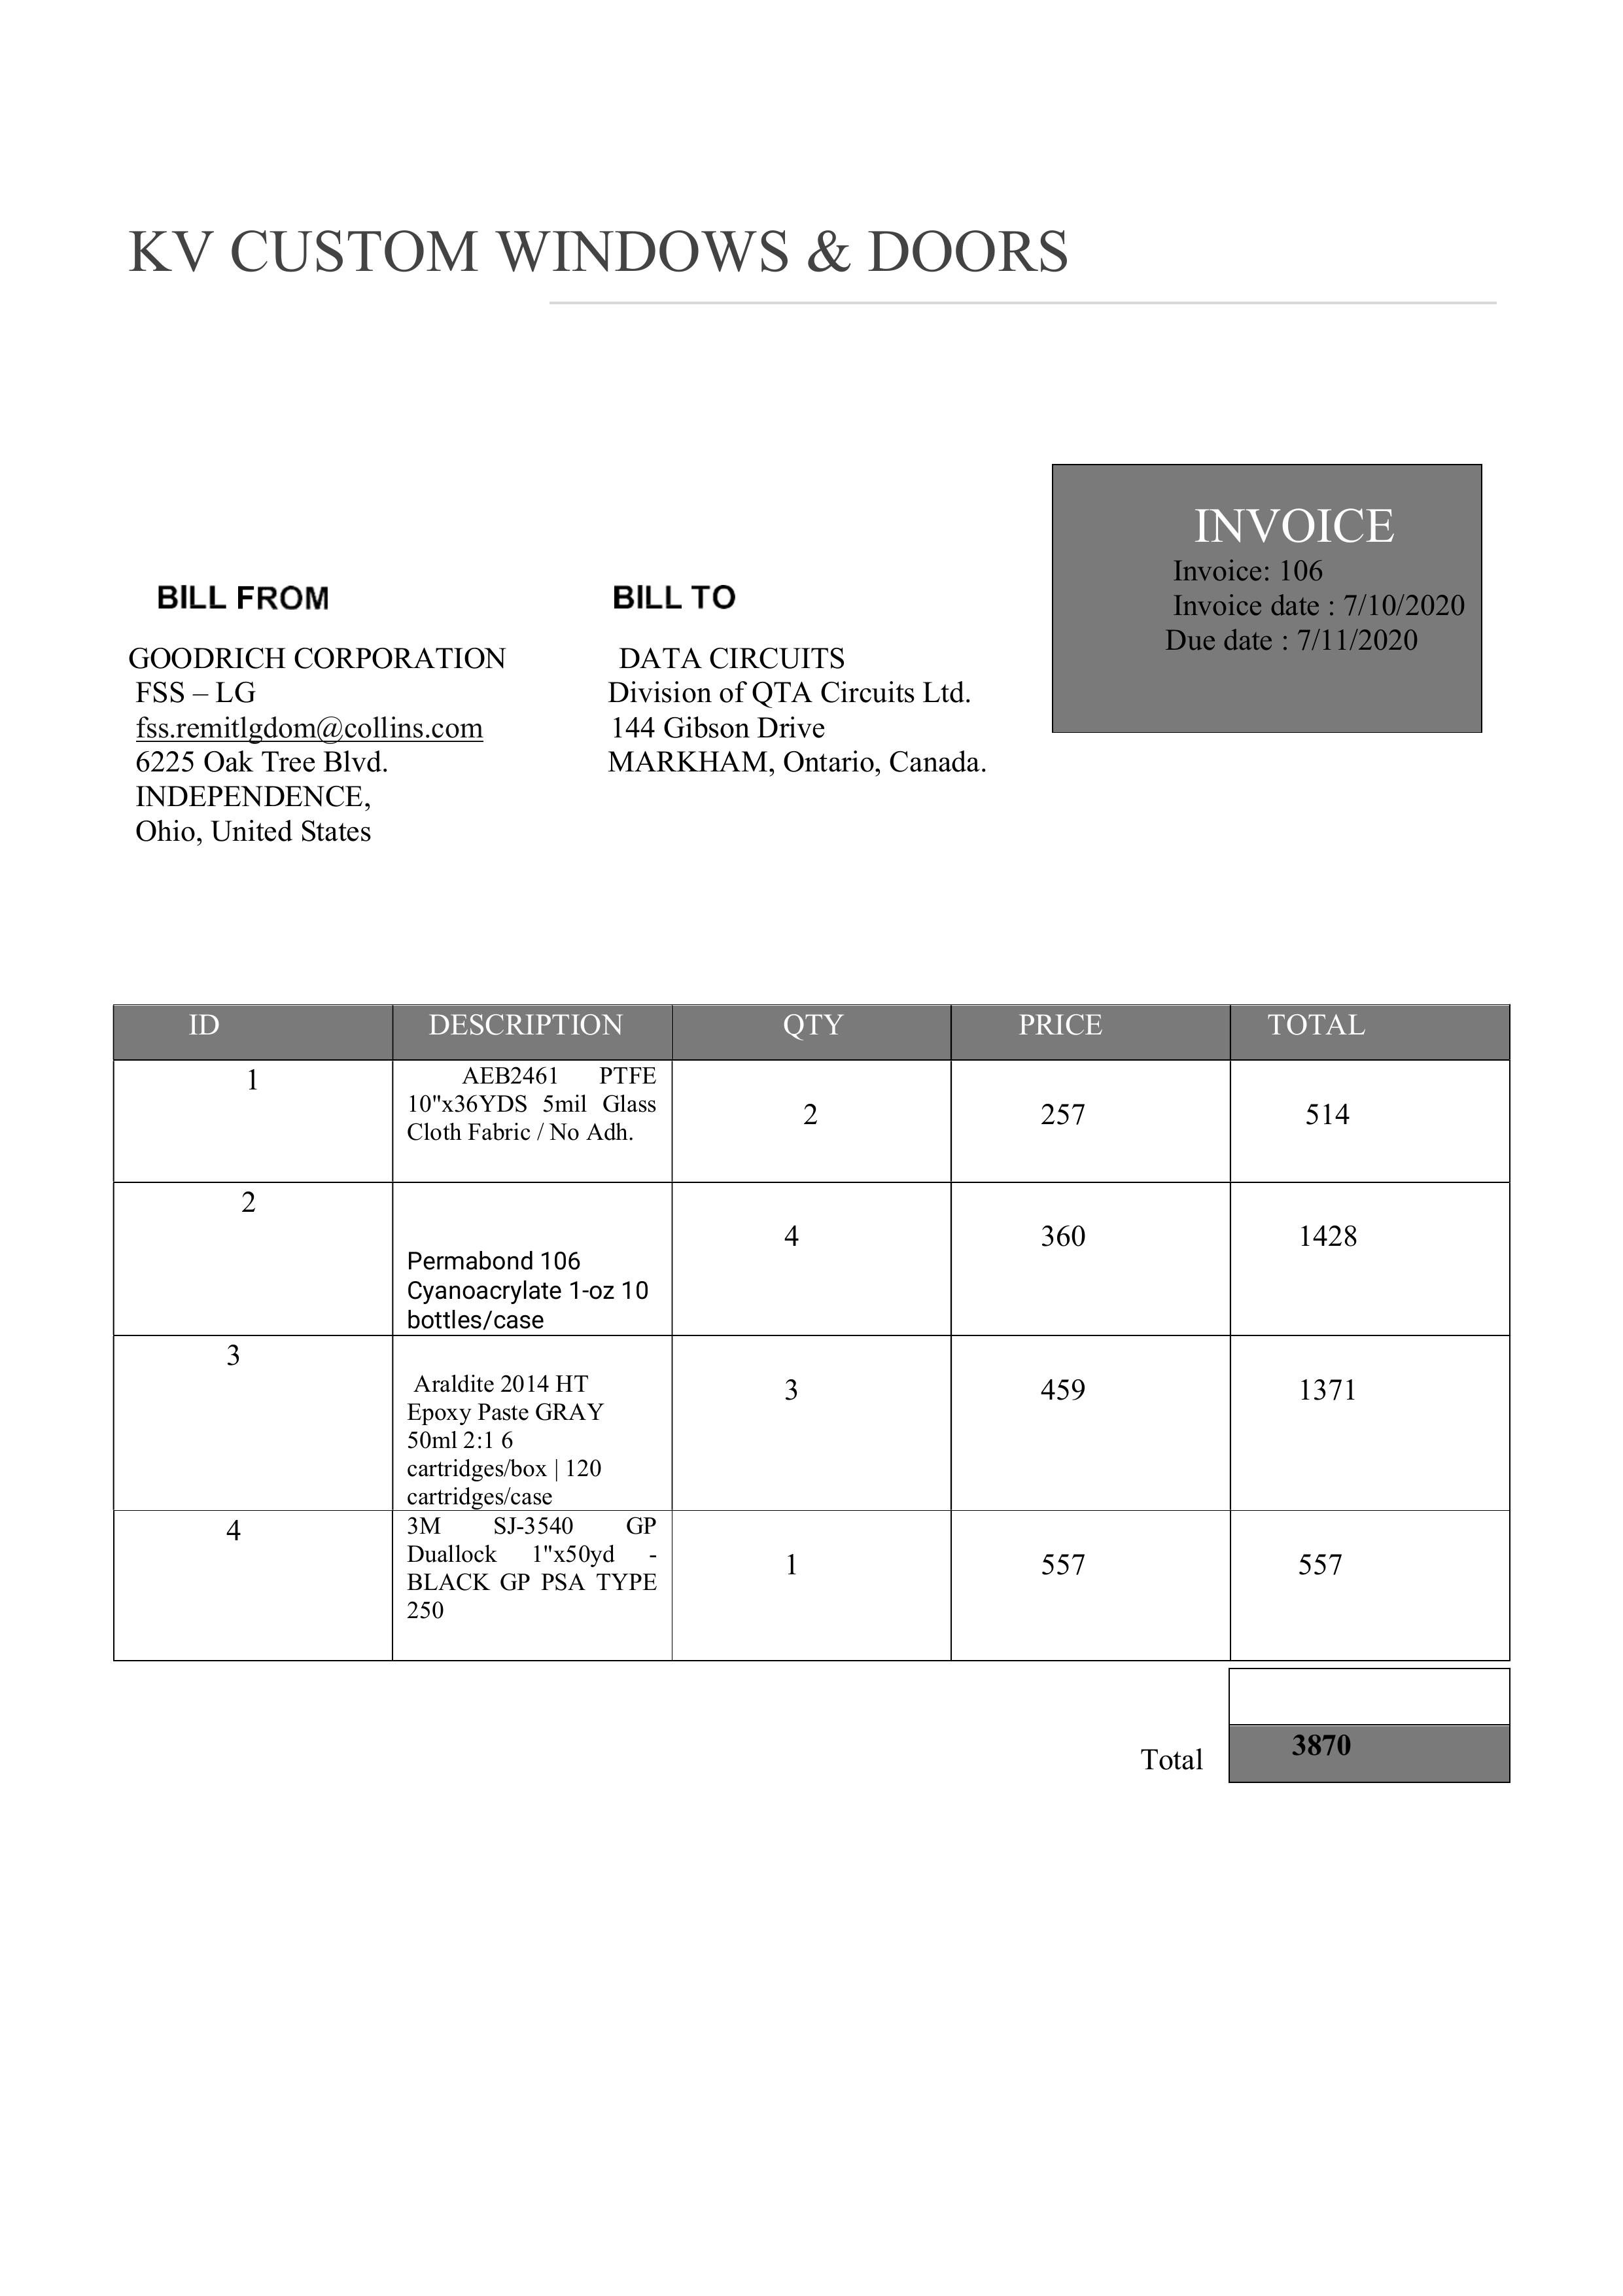 KV CUSTOM WINDOWS & DOORS
INVOICE
Invoice: 106
Invoice date : 7/10/2020
Due date : 7/11/2020
BILL FROM
GOODRICH CORPORATION
FSS – LG
fss.remitlgdom@collins.com
6225 Oak Tree Blvd.
INDEPENDENCE,
Ohio, United States
BILL TO
DATA CIRCUITS
Division of QTA Circuits Ltd.
144 Gibson Drive
MARKHAM, Ontario, Canada.
ID DESCRIPTION QTY PRICE TOTAL
1
AEB2461 PTFE
10"x36YDS 5mil Glass
Cloth Fabric / No Adh.
2 257 514
2
Permabond 106
Cyanoacrylate 1-oz 10
bottles/case
4 360 1428
3
Araldite 2014 HT
Epoxy Paste GRAY
50ml 2:1 6
cartridges/box | 120
cartridges/case
3 459 1371
4
3M SJ-3540 GP
Duallock 1"x50yd -
BLACK GP PSA TYPE
250
1 557 557
Total 3870